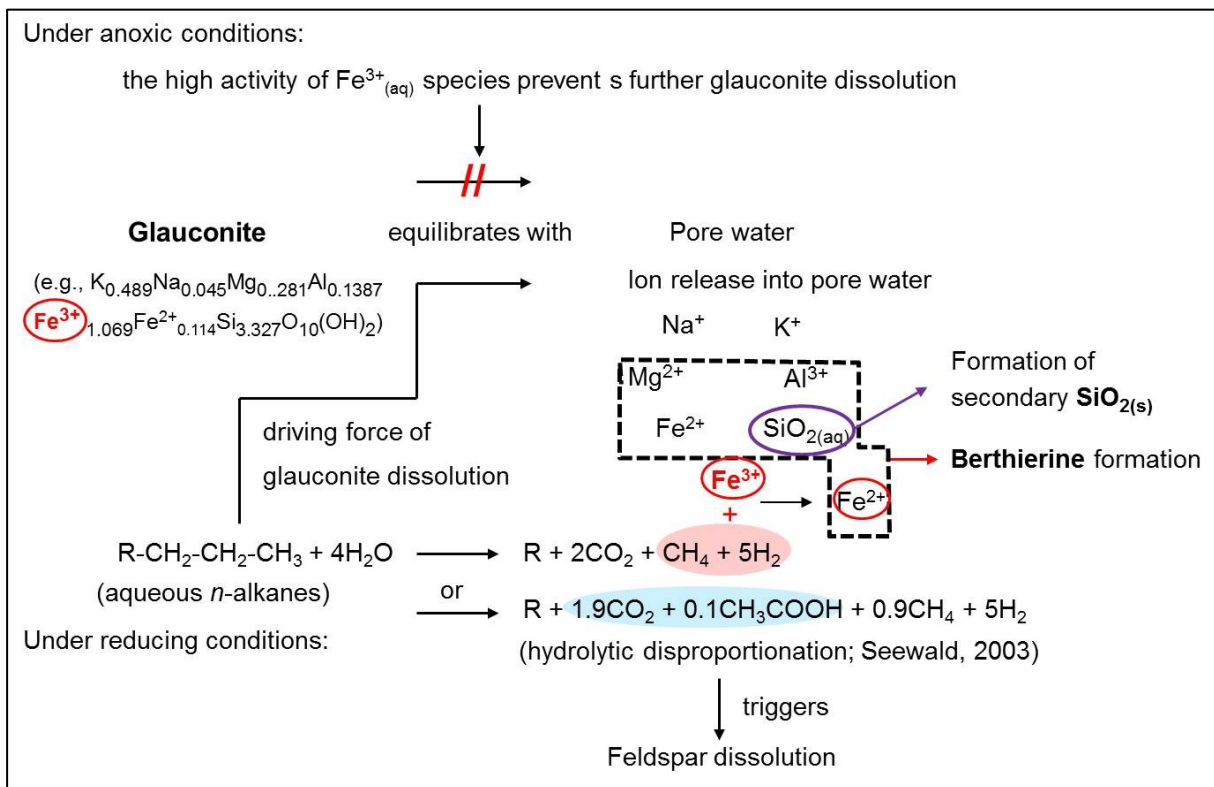 Under anoxic conditions:
the high activity of Fe³⁺₍aq₎ species prevent s further glauconite dissolution
Glauconite equilibrates with Pore water
(e.g., K₀.₄₈₉Na₀.₀₄₅Mg₀..₂₈₁Al₀.₁₃₈₇
Fe³⁺₁.₀₆₉Fe²⁺₀.₁₁₄Si₃.₃₂₇O₁₀(OH)₂)
Ion release into pore water
Na⁺ K⁺
Mg²⁺ Al³⁺
Fe²⁺ SiO₂₍aq₎
Formation of
secondary SiO₂₍s₎
Fe³⁺
Fe²⁺
Berthierine formation
driving force of
glauconite dissolution
+
R-CH₂-CH₂-CH₃ + 4H₂O R + 2CO₂ + CH₄ + 5H₂
(aqueous n-alkanes) or R + 1.9CO₂ + 0.1CH₃COOH + 0.9CH₄ + 5H₂
Under reducing conditions:
(hydrolytic disproportionation; Seewald, 2003)
triggers
Feldspar dissolution